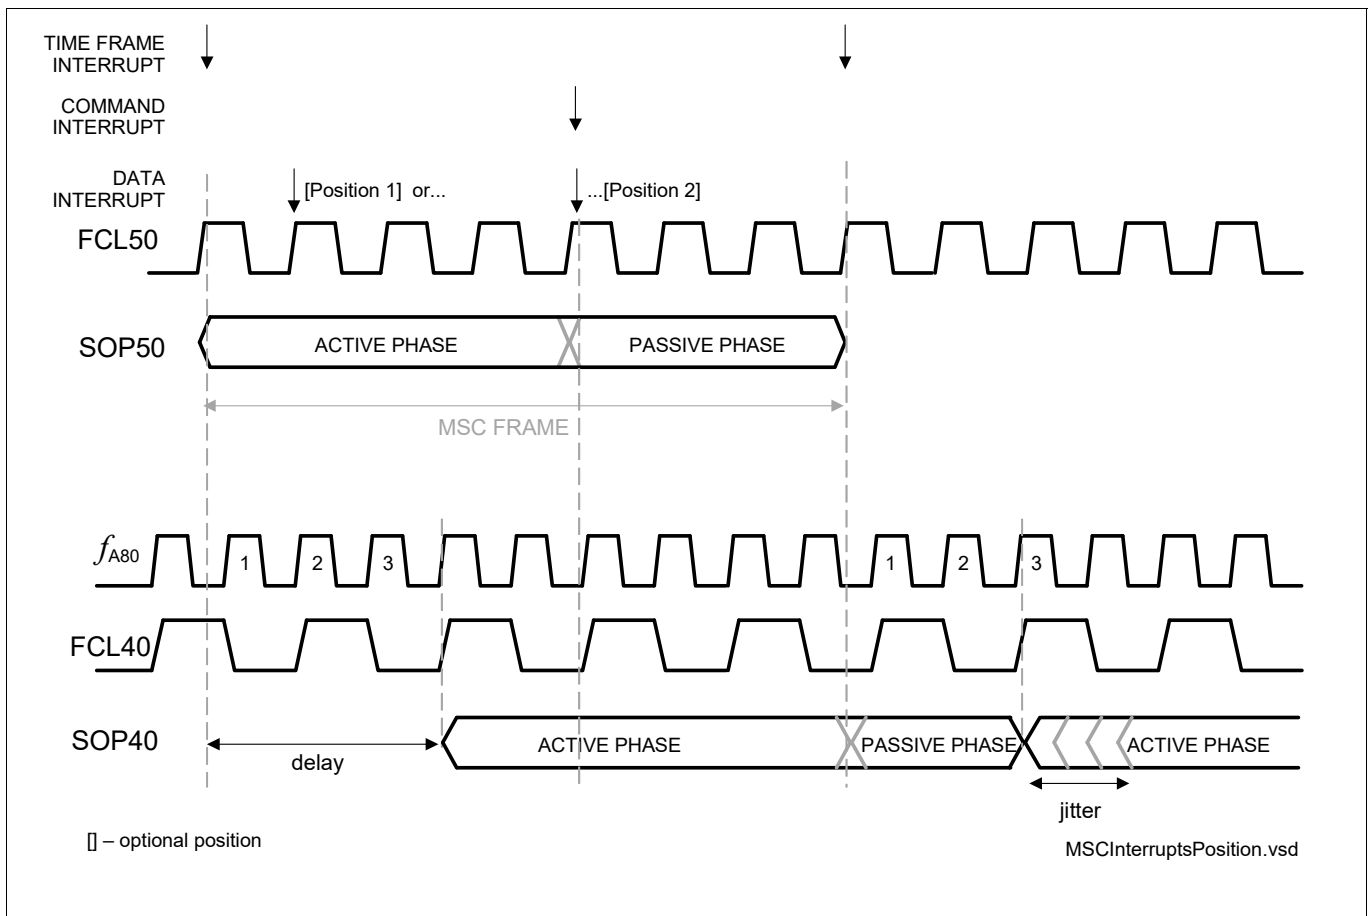 TIME FRAME
INTERRUPT
COMMAND
INTERRUPT
DATA
INTERRUPT
[Position 1] or...
...[Position 2]
FCL50
SOP50
ACTIVE PHASE
PASSIVE PHASE
MSC FRAME
fA80
1
2
3
1
2
3
FCL40
SOP40
ACTIVE PHASE
PASSIVE PHASE
ACTIVE PHASE
delay
jitter
[] – optional position
MSCInterruptsPosition.vsd